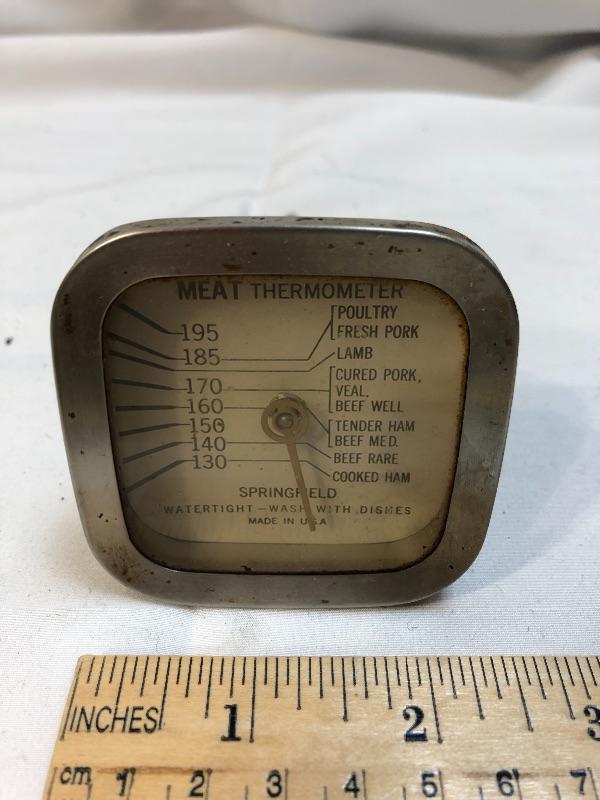 MEAT THERMOMETER
195
185
170
160
150
140
130
POULTRY
FRESH PORK
LAMB
CURED PORK,
VEAL,
BEEF WELL
TENDER HAM
BEEF MED.
BEEF RARE
COOKED HAM
SPRINGFIELD
WATERTIGHT - WASH WITH DISHES
MADE IN USA
INCHES 1 2 3
cm 1 2 3 4 5 6 7